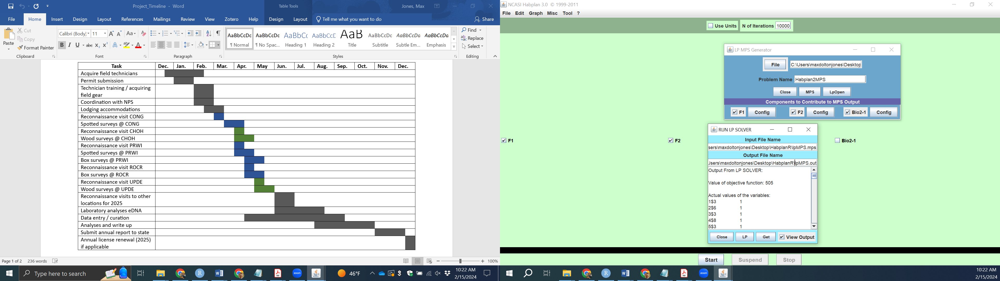 Project_Timeline - Word
Table Tools
Jones, Max
File Home Insert Design Layout References Mailings Review View Zotero Help Design Layout Tell me what you want to do Share
Paste
Cut
Copy
Format Painter
Clipboard
Calibri (Body) 11
Font
Paragraph
AaBbCcDc AaBbCcDc AaBbCc AaBbCcE AaB AaBbCcDc AaBbCcDa AaBbCcDa
¶ Normal ¶ No Spac... Heading 1 Heading 2 Title Subtitle Subtle Em... Emphasis
Styles
Find
Replace
Select
Editing
Task Dec. Jan. Feb. Mar. Apr. May Jun. Jul. Aug. Sep. Oct. Nov. Dec.
Acquire field technicians
Permit submission
Technician training / acquiring
field gear
Coordination with NPS
Lodging accommodations
Reconnaissance visit CONG
Spotted surveys @ CONG
Reconnaissance visit CHOH
Wood surveys @ CHOH
Reconnaissance visit PRWI
Spotted surveys @ PRWI
Box surveys @ PRWI
Reconnaissance visit ROCR
Box surveys @ ROCR
Reconnaissance visit UPDE
Wood surveys @ UPDE
Reconnaissance visits to other
locations for 2025
Laboratory analyses eDNA
Data entry / curation
Analyses and write up
Submit annual report to state
Annual license renewal (2025)
if applicable
Page 1 of 2 236 words
100%
Type here to search
46°F
10:22 AM
2/15/2024
NCASI Habplan 3.0 © 1999-2011
File Edit Graph Misc Tool ?
Use Units N of Iterations 10000
LP MPS Generator
File C:\Users\maxdoltonjones\Desktop
Problem Name Habplan2MPS
Close MPS LpOpen
Components to Contribute to MPS Output
F1 Config F2 Config Bio2-1 Config
RUN LP SOLVER
Input File Name
sers\maxdoltonjones\Desktop\HabplanR\lpMPS.mps
Output File Name
Jsers\maxdoltonjones\Desktop\HabplanR\lpMPS.out
Output From LP SOLVER:
Value of objective function: 505
Actual values of the variables:
1$3 1
2$6 1
3$3 1
4$8 1
5$3 1
Close LP Get View Output
F1 F2 Bio2-1
Start Suspend Stop
10:22 AM
2/15/2024